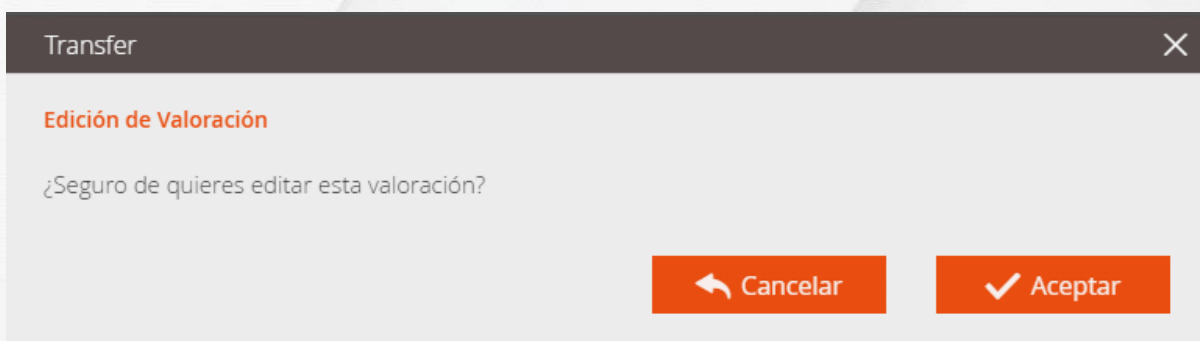 Transfer
Edición de Valoración
¿Seguro de quieres editar esta valoración?
Cancelar
Aceptar